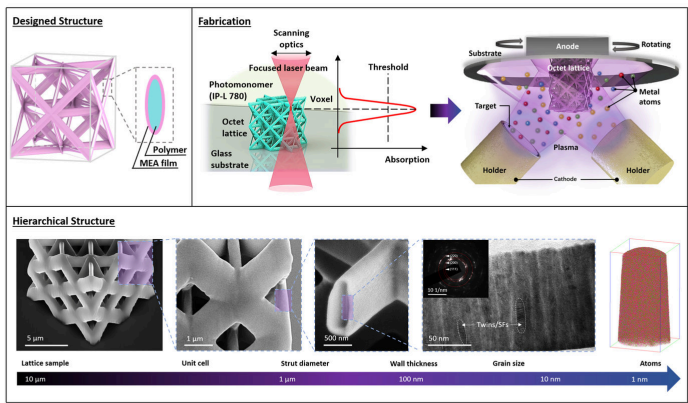 Designed Structure
Polymer
MEA film
Fabrication
Scanning
optics
Focused laser beam
Threshold
Photomonomer
(IP-L 780)
Voxel
Octet
lattice
Glass
substrate
Absorption
Substrate
Anode
Rotating
Octet lattice
Metal
atoms
Target
Plasma
Holder
Cathode
Holder
Hierarchical Structure
5 μm
1 μm
500 nm
10 1/nm
Twins/SFs
50 nm
Lattice sample
Unit cell
Strut diameter
Wall thickness
Grain size
Atoms
10 μm
1 μm
100 nm
10 nm
1 nm